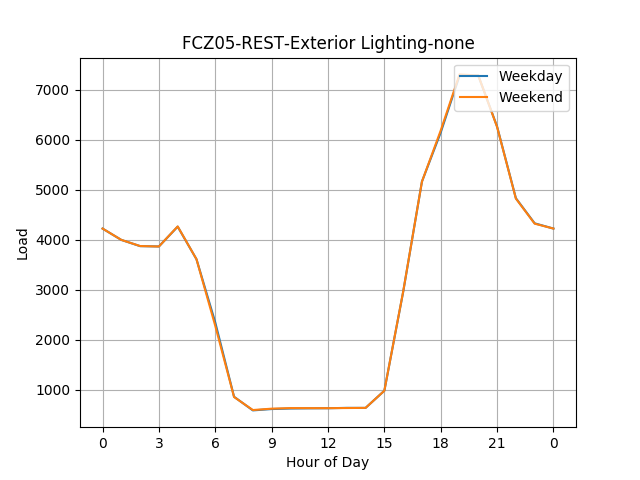 FCZ05-REST-Exterior Lighting-none
Weekday
Weekend
7000
6000
5000
4000
3000
2000
1000
Load
0 3 6 9 12 15 18 21 0
Hour of Day